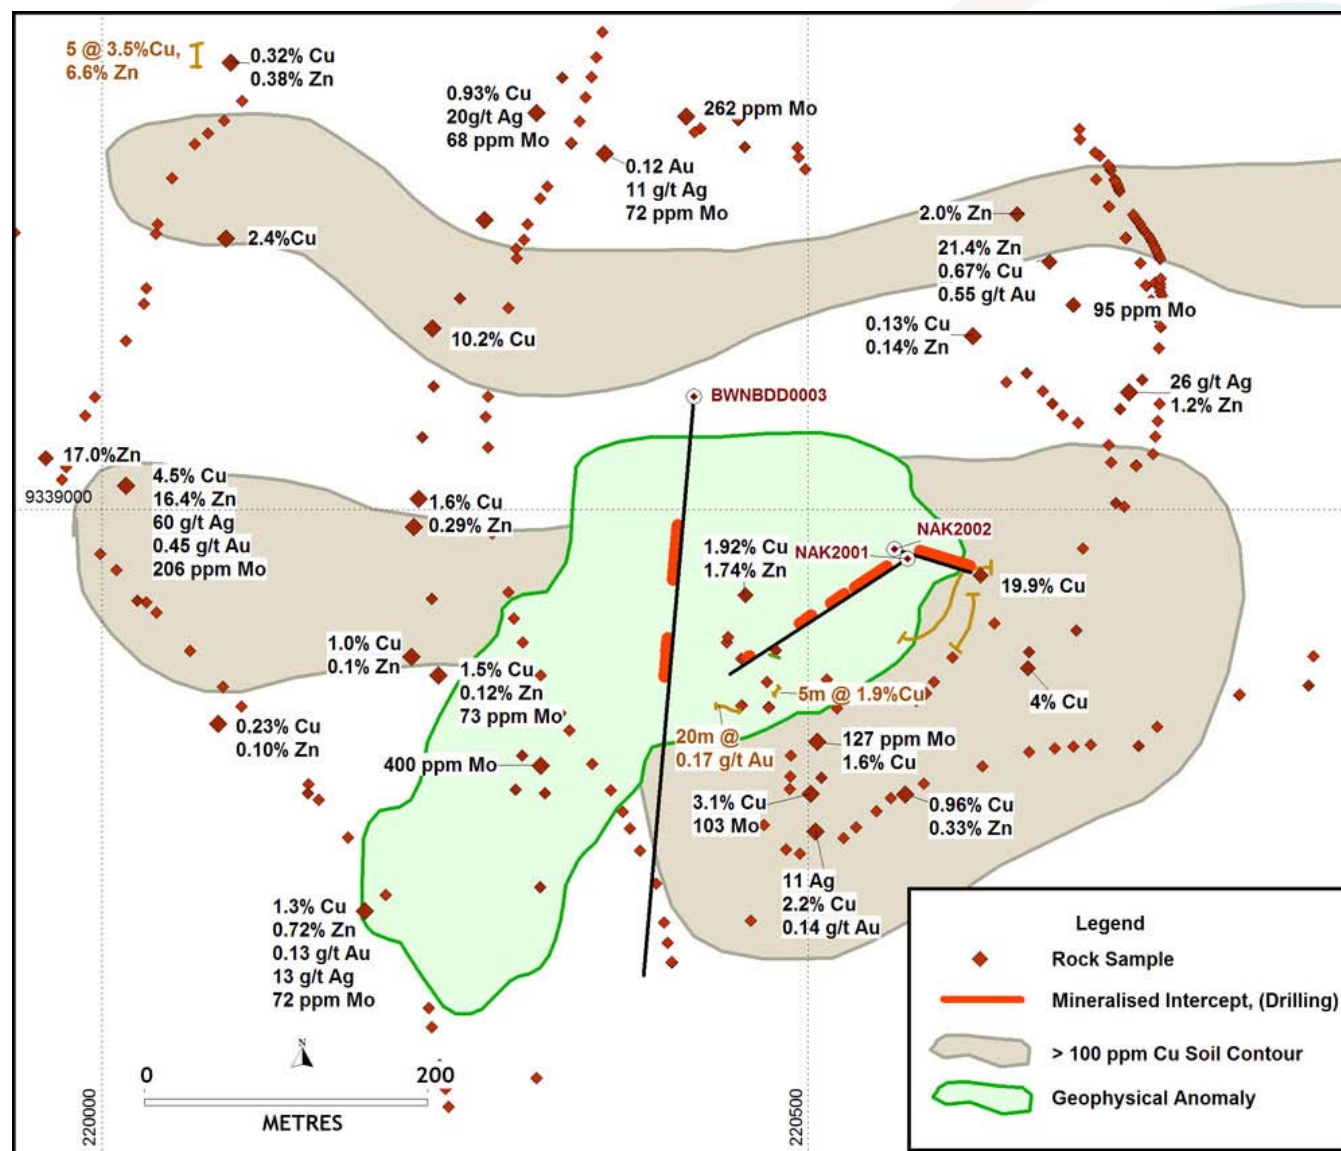 5 @ 3.5%Cu,
6.6% Zn
0.32% Cu
0.38% Zn
0.93% Cu
20g/t Ag
68 ppm Mo
262 ppm Mo
0.12 Au
11 g/t Ag
72 ppm Mo
2.4%Cu
2.0% Zn
21.4% Zn
0.67% Cu
0.55 g/t Au
95 ppm Mo
10.2% Cu
0.13% Cu
0.14% Zn
26 g/t Ag
1.2% Zn
BWNBDD0003
17.0%Zn
4.5% Cu
16.4% Zn
60 g/t Ag
0.45 g/t Au
206 ppm Mo
9339000
1.6% Cu
0.29% Zn
NAK2002
NAK2001
1.92% Cu
1.74% Zn
19.9% Cu
1.0% Cu
0.1% Zn
1.5% Cu
0.12% Zn
73 ppm Mo
5m @ 1.9%Cu
4% Cu
0.23% Cu
0.10% Zn
20m @
0.17 g/t Au
127 ppm Mo
1.6% Cu
400 ppm Mo
3.1% Cu
103 Mo
0.96% Cu
0.33% Zn
11 Ag
2.2% Cu
0.14 g/t Au
1.3% Cu
0.72% Zn
0.13 g/t Au
13 g/t Ag
72 ppm Mo
Legend
Rock Sample
Mineralised Intercept, (Drilling)
> 100 ppm Cu Soil Contour
Geophysical Anomaly
N
0 200
METRES
220000
220500